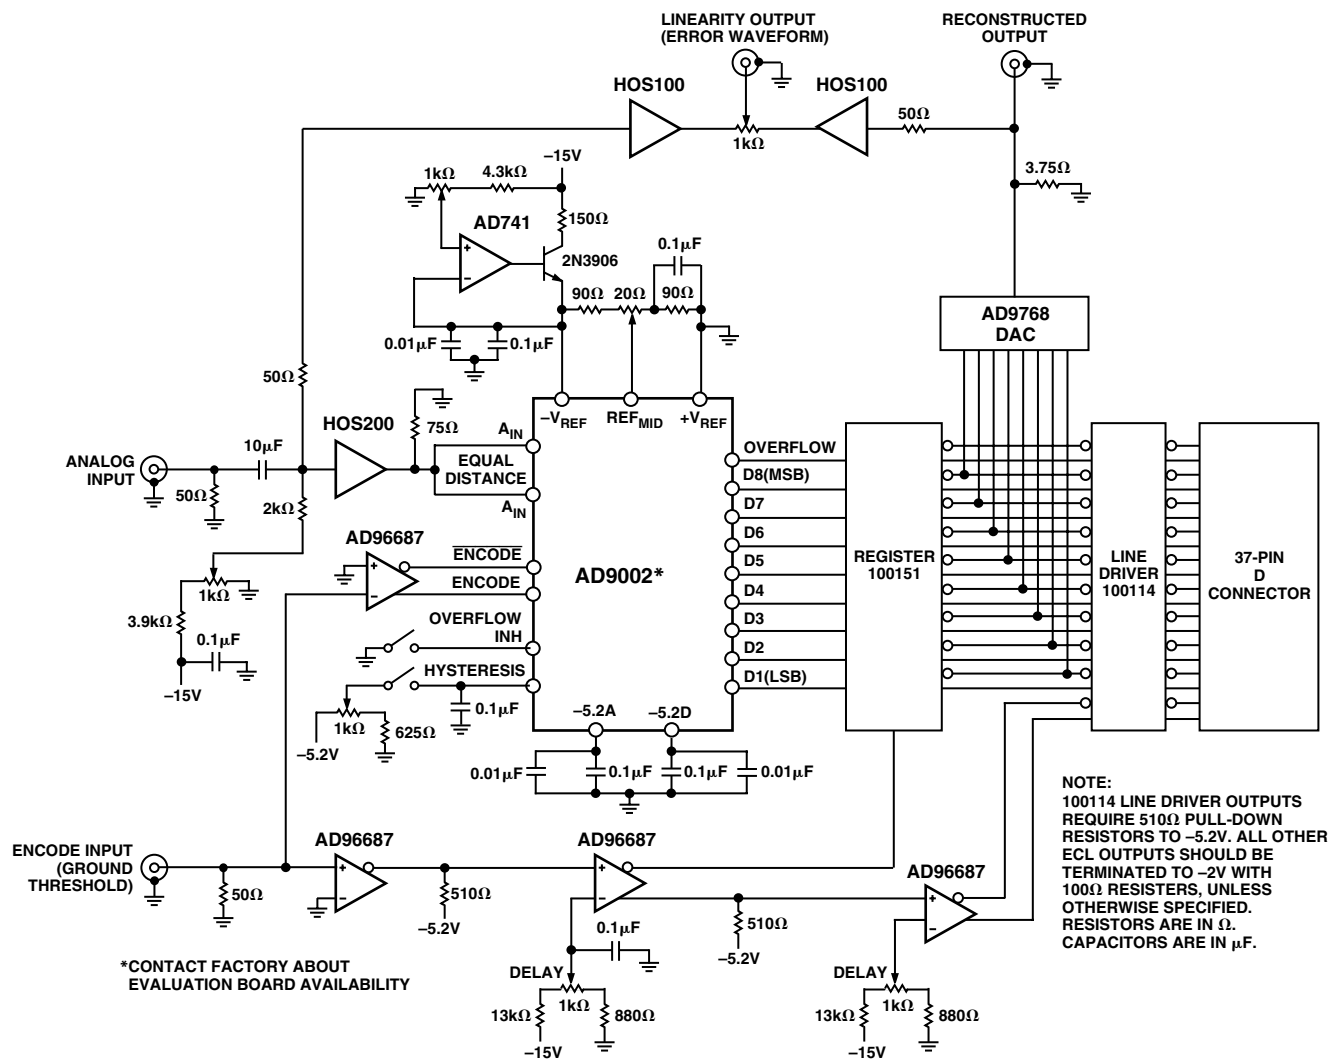 LINEARITY OUTPUT
(ERROR WAVEFORM)
RECONSTRUCTED
OUTPUT
HOS100
HOS100
50Ω
1kΩ
–15V
3.75Ω
1kΩ
4.3kΩ
150Ω
AD741
0.1µF
2N3906
90Ω
20Ω
90Ω
AD9768
DAC
0.01µF
0.1µF
50Ω
HOS200
75Ω
–VREF
REFMID
+VREF
AIN
10µF
ANALOG
INPUT
EQUAL
DISTANCE
50Ω
2kΩ
AIN
OVERFLOW
D8(MSB)
D7
D6
D5
D4
D3
D2
D1(LSB)
AD96687
ENCODE
ENCODE
AD9002*
REGISTER
100151
LINE
DRIVER
100114
37-PIN
D
CONNECTOR
1kΩ
3.9kΩ
0.1µF
–15V
OVERFLOW
INH
HYSTERESIS
0.1µF
1kΩ
625Ω
–5.2V
–5.2A
–5.2D
0.01µF
0.1µF
0.1µF
0.01µF
NOTE:
100114 LINE DRIVER OUTPUTS
REQUIRE 510Ω PULL-DOWN
RESISTORS TO –5.2V. ALL OTHER
ECL OUTPUTS SHOULD BE
TERMINATED TO –2V WITH
100Ω RESISTERS, UNLESS
OTHERWISE SPECIFIED.
RESISTORS ARE IN Ω.
CAPACITORS ARE IN µF.
ENCODE INPUT
(GROUND
THRESHOLD)
AD96687
AD96687
AD96687
50Ω
510Ω
–5.2V
510Ω
–5.2V
0.1µF
*CONTACT FACTORY ABOUT
EVALUATION BOARD AVAILABILITY
DELAY
13kΩ
1kΩ
880Ω
–15V
DELAY
13kΩ
1kΩ
880Ω
–15V
+
–
+
–
+
–
+
–
+
–